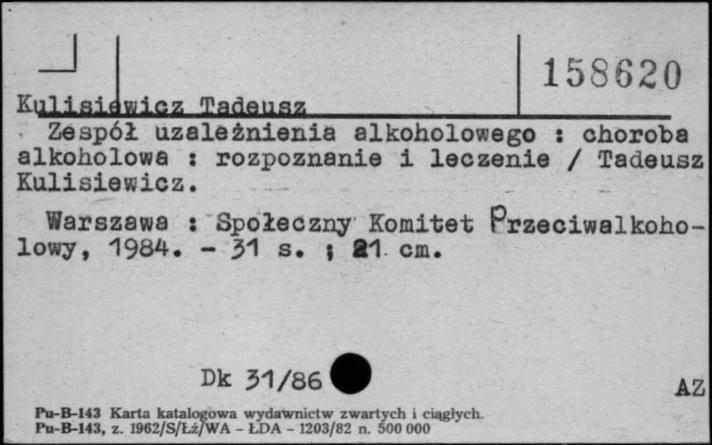 158620
Kulisiewicz Tadeusz
Zespół uzależnienia alkoholowego : choroba
alkoholowa : rozpoznanie i leczenie / Tadeusz
Kulisiewicz.
Warszawa : Społeczny Komitet Przeciwalkoho-
lowy, 1984. - 31 s. ; 21 cm.
Dk 31/86
AZ
Pu-B-143 Karta katalogowa wydawnictw zwartych i ciągłych.
Pu-B-143, z. 1962/S/Łź/WA - ŁDA - 1203/82 n. 500 000